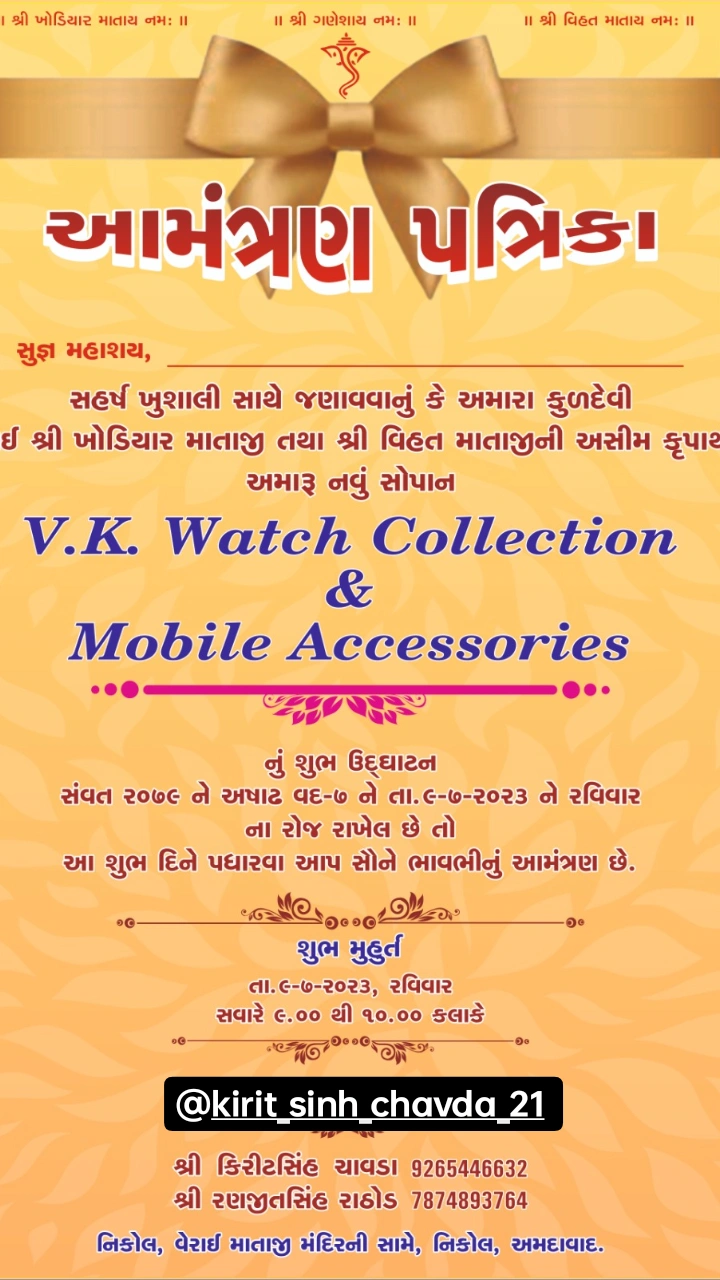 । શ્રી ખોડિયાર માતાય નમઃ ॥
॥ શ્રી ગણેશાય નમઃ ॥
॥ શ્રી વિહત માતાય નમઃ ॥
આમંત્રણ પત્રિકા
સુજ્ઞ મહાશય,
સહર્ષ ખુશાલી સાથે જણાવવાનું કે અમારા કુળદેવી
ઈ શ્રી ખોડિયાર માતાજી તથા શ્રી વિહત માતાજીની અસીમ કૃપાથ
અમારૂ નવું સોપાન
V.K. Watch Collection
&
Mobile Accessories
નું શુભ ઉદ્‌ઘાટન
સંવત ૨૦૭૯ ને અષાઢ વદ-૭ ને તા.૯-૭-૨૦૨૩ ને રવિવાર
ના રોજ રાખેલ છે તો
આ શુભ દિને પધારવા આપ સૌને ભાવભીનું આમંત્રણ છે.
શુભ મુહુર્ત
તા.૯-૭-૨૦૨૩, રવિવાર
સવારે ૯.૦૦ થી ૧૦.૦૦ કલાકે
@kirit_sinh_chavda_21
શ્રી કિરીટસિંહ ચાવડા 9265446632
શ્રી રણજીતસિંહ રાઠોડ 7874893764
નિકોલ, વેરાઈ માતાજી મંદિરની સામે, નિકોલ, અમદાવાદ.